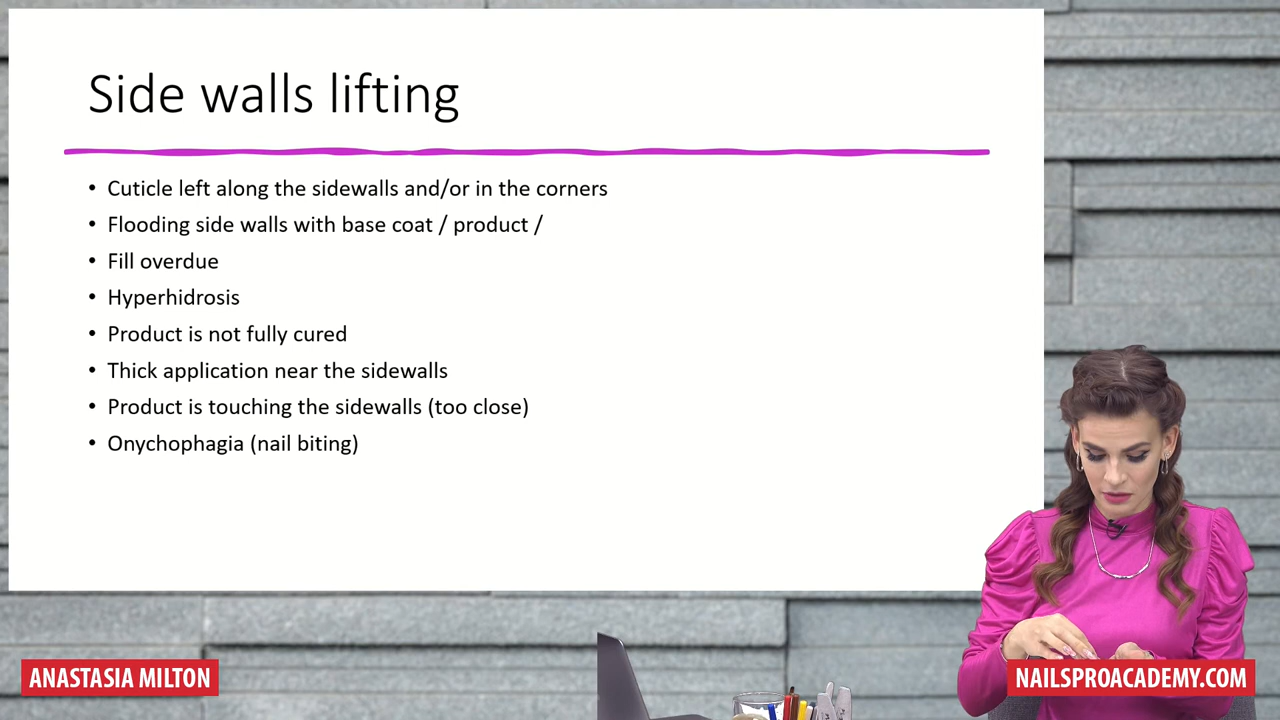 Side walls lifting
• Cuticle left along the sidewalls and/or in the corners
• Flooding side walls with base coat / product /
• Fill overdue
• Hyperhidrosis
• Product is not fully cured
• Thick application near the sidewalls
• Product is touching the sidewalls (too close)
• Onychophagia (nail biting)
ANASTASIA MILTON
NAILSPROACADEMY.COM